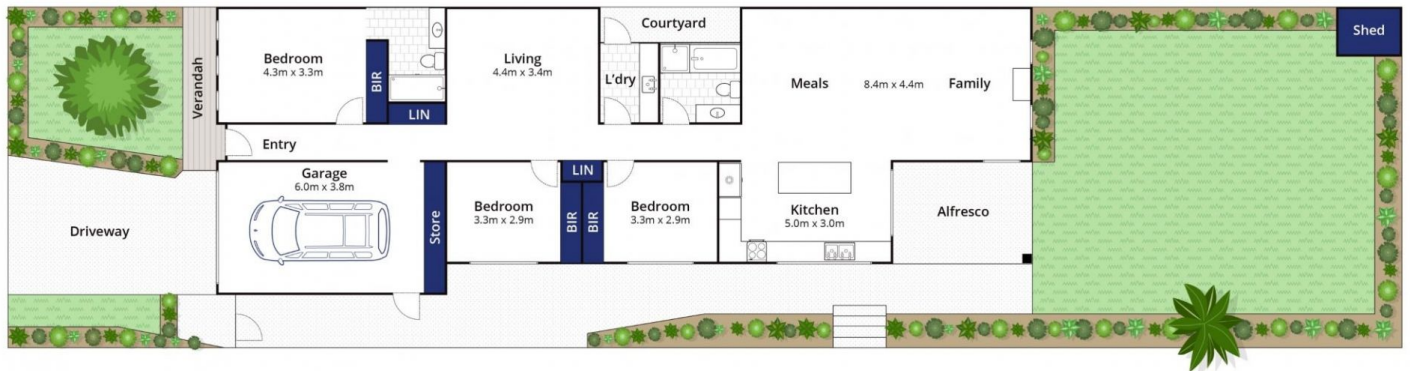 Verandah
Bedroom
4.3m x 3.3m
BIR
LIN
Living
4.4m x 3.4m
Courtyard
L'dry
Meals
8.4m x 4.4m
Family
Shed
Entry
Garage
6.0m x 3.8m
Driveway
Store
Bedroom
3.3m x 2.9m
LIN
BIR
BIR
Bedroom
3.3m x 2.9m
Kitchen
5.0m x 3.0m
Alfresco